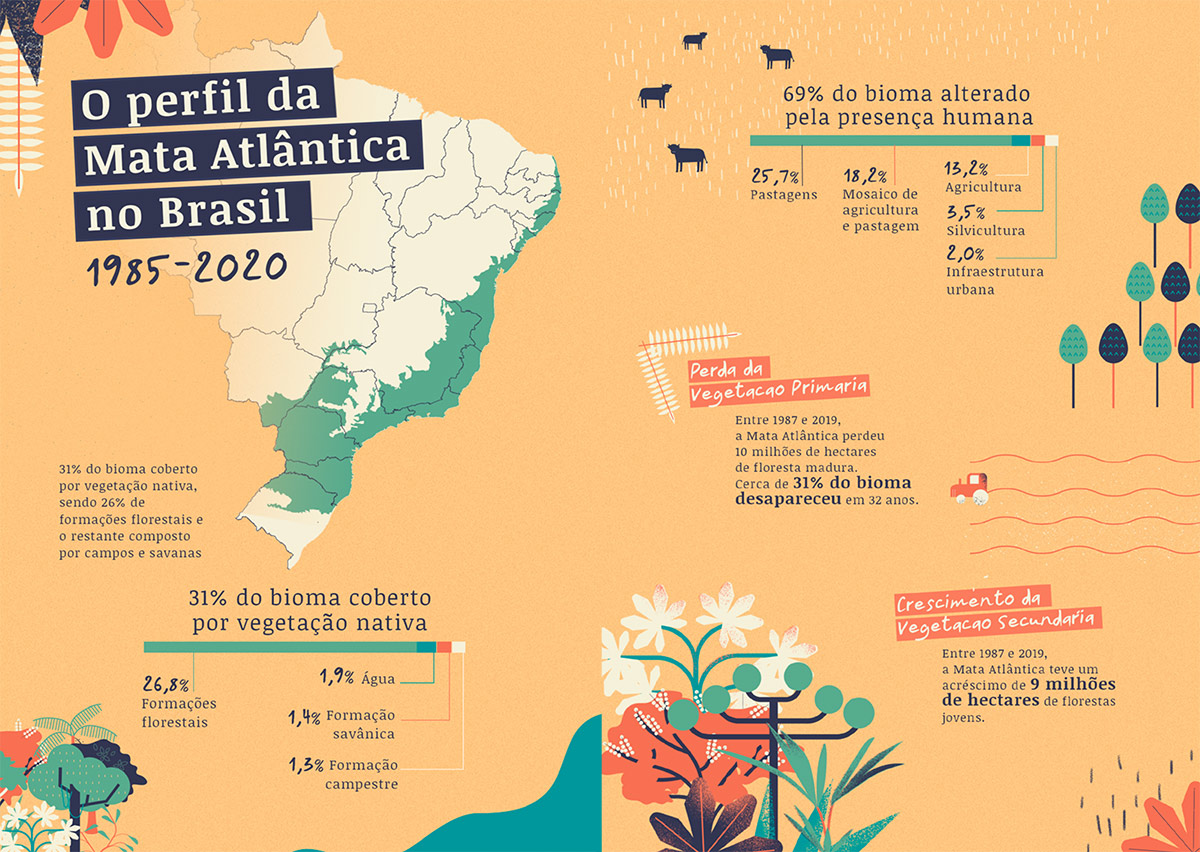 O perfil da
Mata Atlântica
no Brasil
1985-2020
31% do bioma coberto
por vegetação nativa,
sendo 26% de
formações florestais e
o restante composto
por campos e savanas
31% do bioma coberto
por vegetação nativa
26,8%
Formações
florestais
1,9% Água
1,4% Formação
savânica
1,3% Formação
campestre
69% do bioma alterado
pela presença humana
25,7%
Pastagens
18,2%
Mosaico de
agricultura
e pastagem
13,2%
Agricultura
3,5%
Silvicultura
2,0%
Infraestrutura
urbana
Perda da
Vegetacao Primaria
Entre 1987 e 2019,
a Mata Atlântica perdeu
10 milhões de hectares
de floresta madura.
Cerca de 31% do bioma
desapareceu em 32 anos.
Crescimento da
Vegetacao Secundaria
Entre 1987 e 2019,
a Mata Atlântica teve um
acréscimo de 9 milhões
de hectares de florestas
jovens.